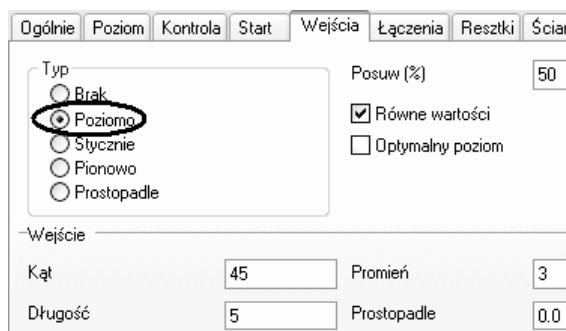 Ogólnie Poziom Kontrola Start Wejścia Łączenia Resztki
Typ
Posuw (%) 50
Brak
Poziomo
Równe wartości
Stycznie
Optymalny poziom
Pionowo
Prostopadle
Wejście
Kąt 45 Promień 3
Długość 5 Prostopadle 0.0